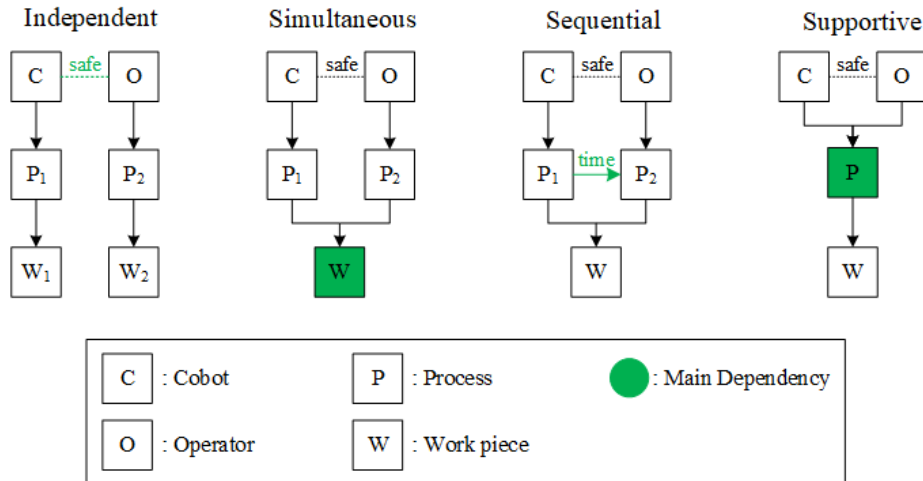 Independent Simultaneous Sequential Supportive
C safe O C safe O C safe O C safe O
P₁ P₂ P₁ P₂ P₁ time P₂ P
W₁ W₂ W W W
C : Cobot P : Process : Main Dependency
O : Operator W : Work piece